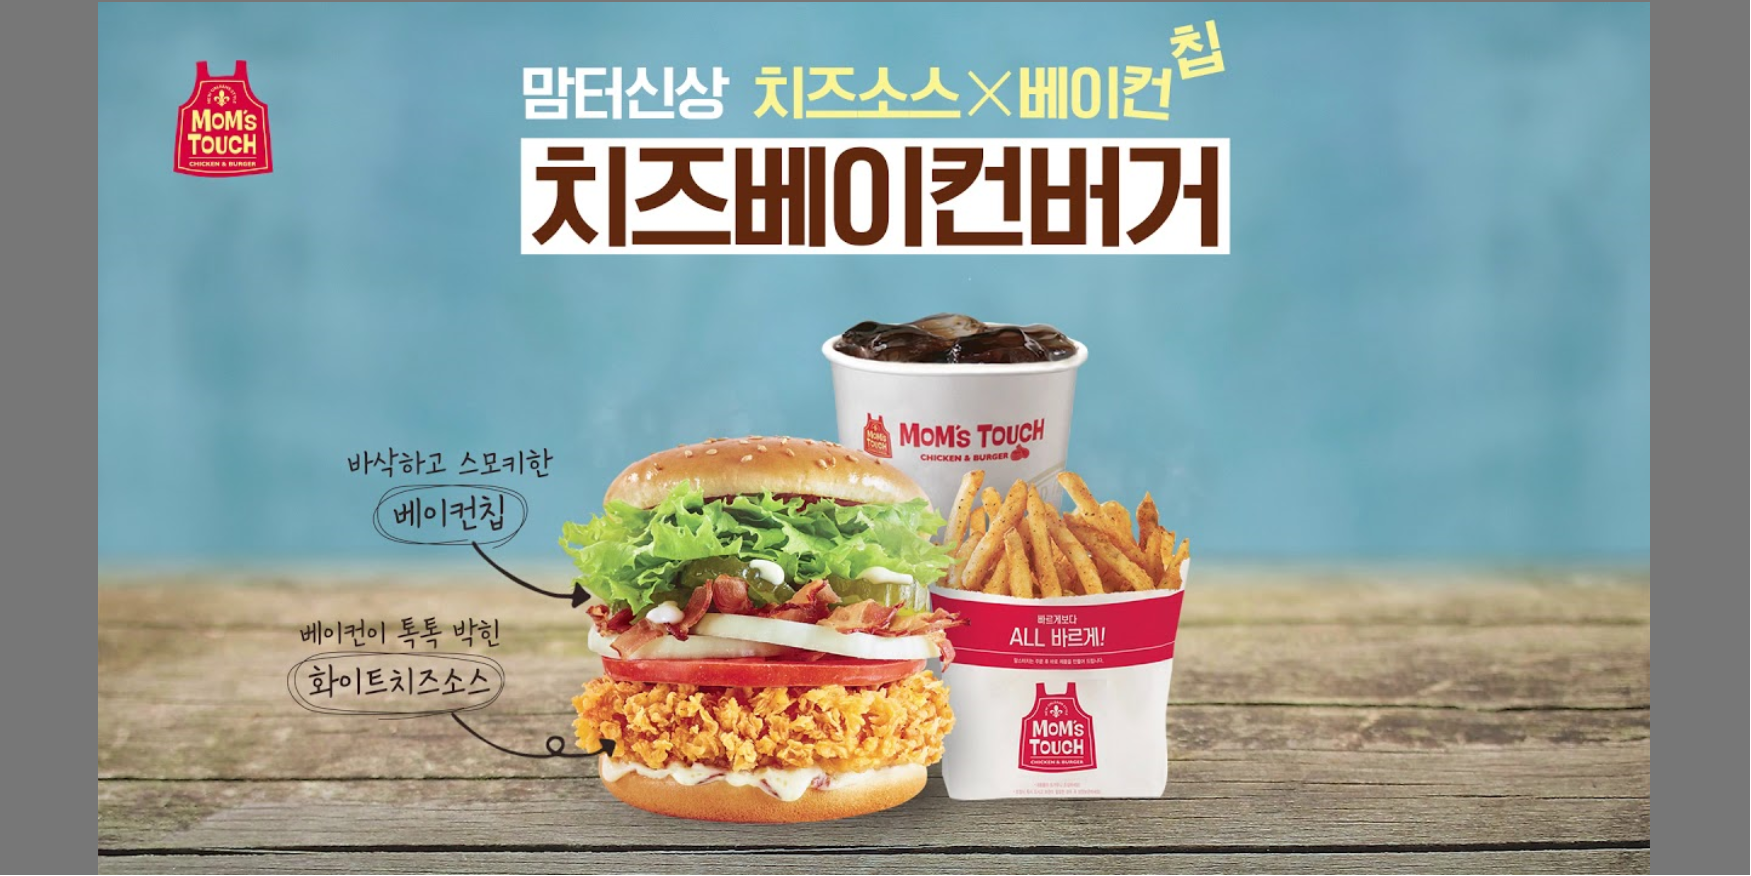 MOM's
TOUCH
CHICKEN & BURGER
맘터신상 치즈소스×베이컨칩
치즈베이컨버거
바삭하고 스모키한
베이컨칩
베이컨이 톡톡 박힌
화이트치즈소스
MOM's TOUCH
CHICKEN & BURGER
MOM's
TOUCH
빠르게보다
ALL 바르게!
MOM's
TOUCH
CHICKEN & BURGER